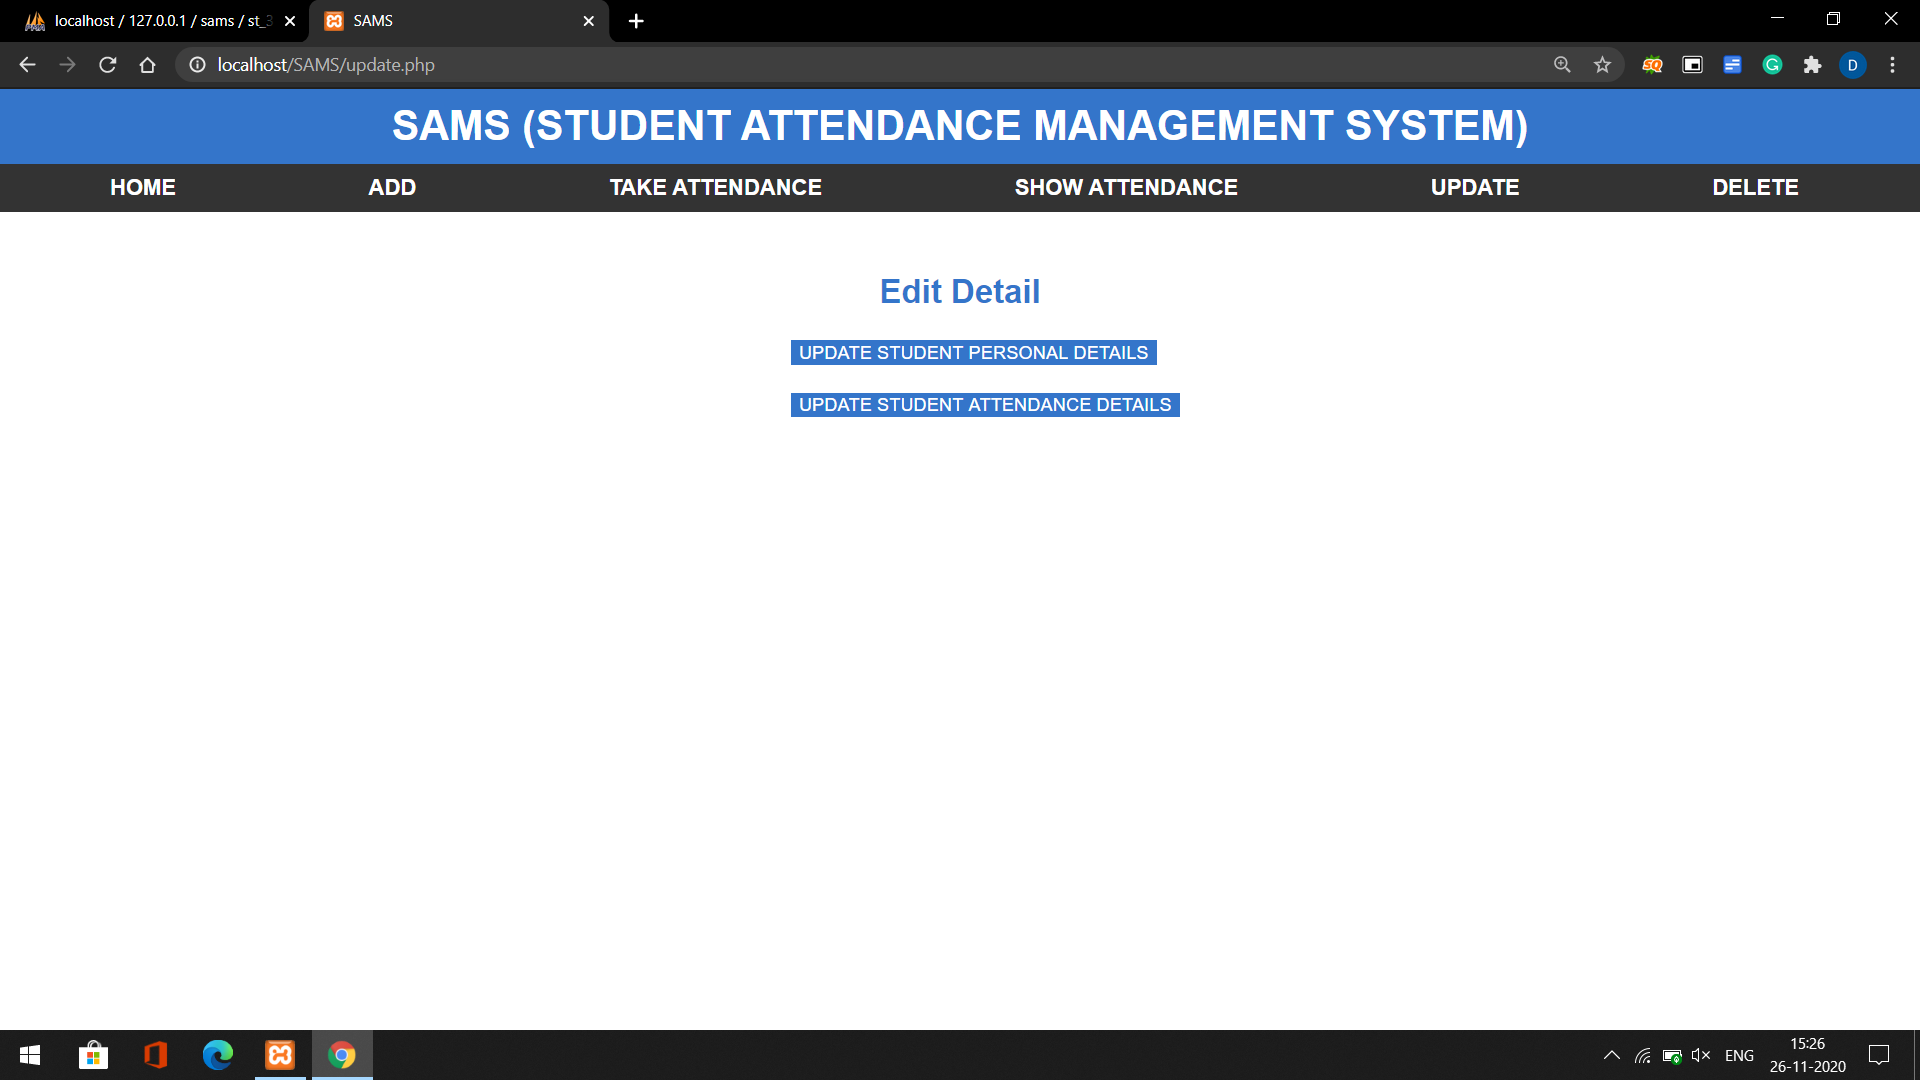 localhost / 127.0.0.1 / sams / st_3
SAMS
localhost/SAMS/update.php
D
SAMS (STUDENT ATTENDANCE MANAGEMENT SYSTEM)
HOME ADD TAKE ATTENDANCE SHOW ATTENDANCE UPDATE DELETE
Edit Detail
UPDATE STUDENT PERSONAL DETAILS
UPDATE STUDENT ATTENDANCE DETAILS
ENG
15:26
26-11-2020